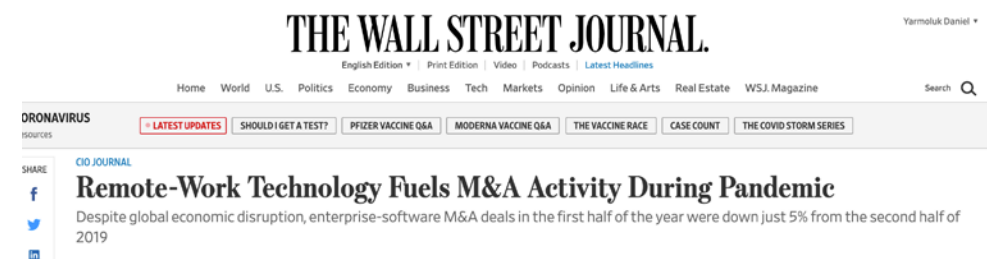 THE WALL STREET JOURNAL.
Yarmoluk Daniel
English Edition | Print Edition | Video | Podcasts | Latest Headlines
Home World U.S. Politics Economy Business Tech Markets Opinion Life & Arts Real Estate WSJ. Magazine Search
ORONAVIRUS
esources
LATEST UPDATES SHOULD I GET A TEST? PFIZER VACCINE Q&A MODERNA VACCINE Q&A THE VACCINE RACE CASE COUNT THE COVID STORM SERIES
SHARE
CIO JOURNAL
Remote-Work Technology Fuels M&A Activity During Pandemic
Despite global economic disruption, enterprise-software M&A deals in the first half of the year were down just 5% from the second half of
2019